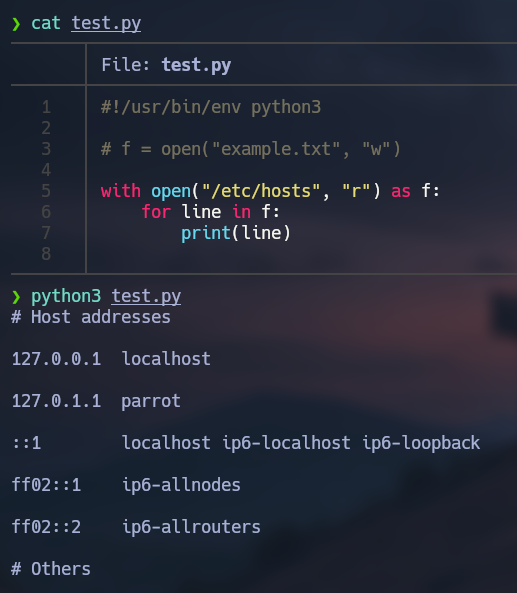 ❯ cat test.py
File: test.py
1 #!/usr/bin/env python3
2
3 # f = open("example.txt", "w")
4
5 with open("/etc/hosts", "r") as f:
6     for line in f:
7         print(line)
8
❯ python3 test.py
# Host addresses
127.0.0.1  localhost
127.0.1.1  parrot
::1        localhost ip6-localhost ip6-loopback
ff02::1    ip6-allnodes
ff02::2    ip6-allrouters
# Others